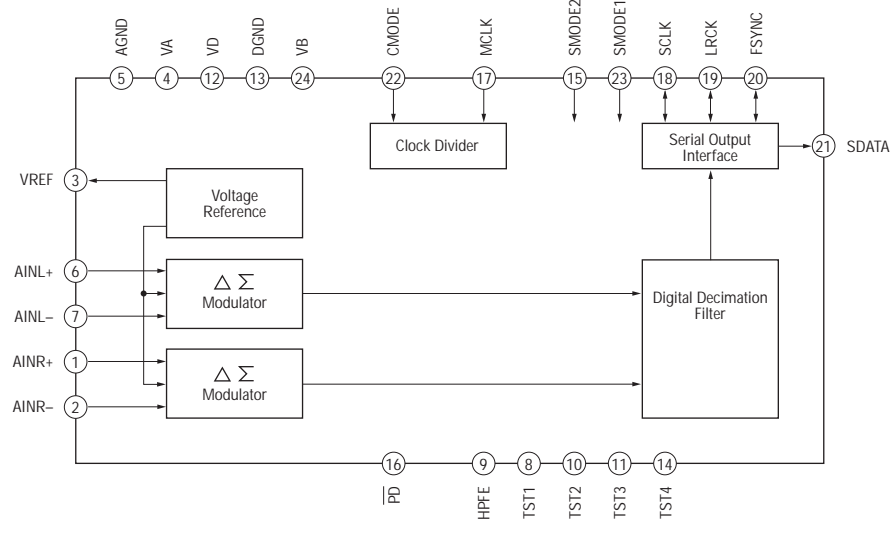 AGND
VA
VD
DGND
VB
CMODE
MCLK
SMODE2
SMODE1
SCLK
LRCK
FSYNC
5
4
12
13
24
22
17
15
23
18
19
20
Clock Divider
Serial Output
Interface
21
SDATA
VREF
3
Voltage
Reference
AINL+
6
AINL–
7
Δ Σ
Modulator
Digital Decimation
Filter
AINR+
1
AINR–
2
Δ Σ
Modulator
16
9
8
10
11
14
PD
HPFE
TST1
TST2
TST3
TST4